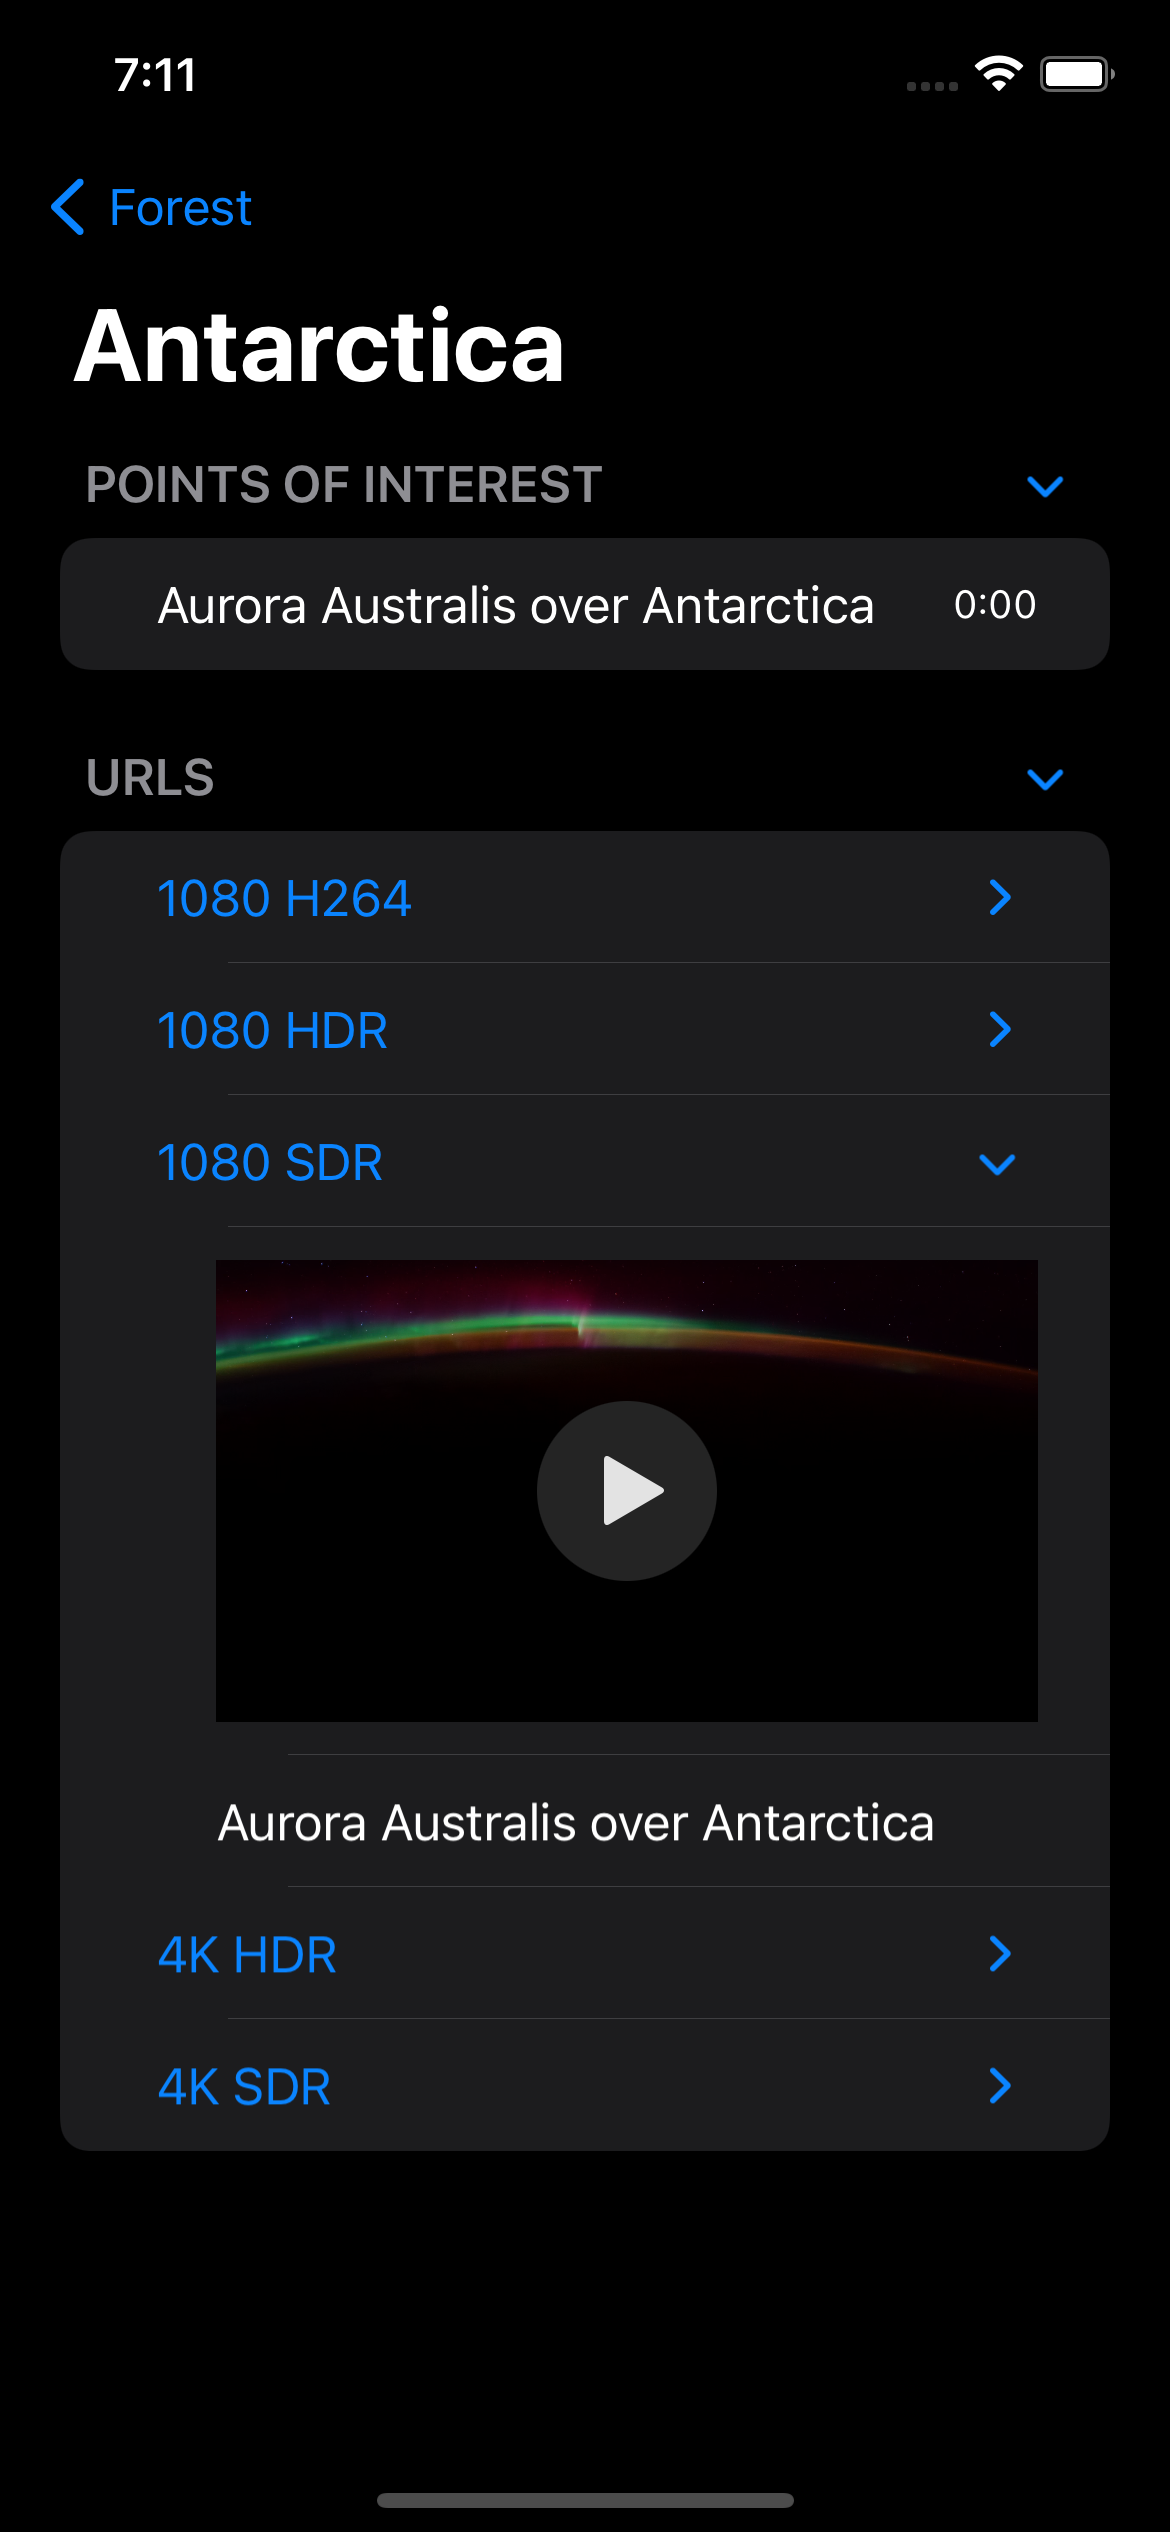 7:11
Forest
Antarctica
POINTS OF INTEREST
Aurora Australis over Antarctica 0:00
URLS
1080 H264
1080 HDR
1080 SDR
Aurora Australis over Antarctica
4K HDR
4K SDR